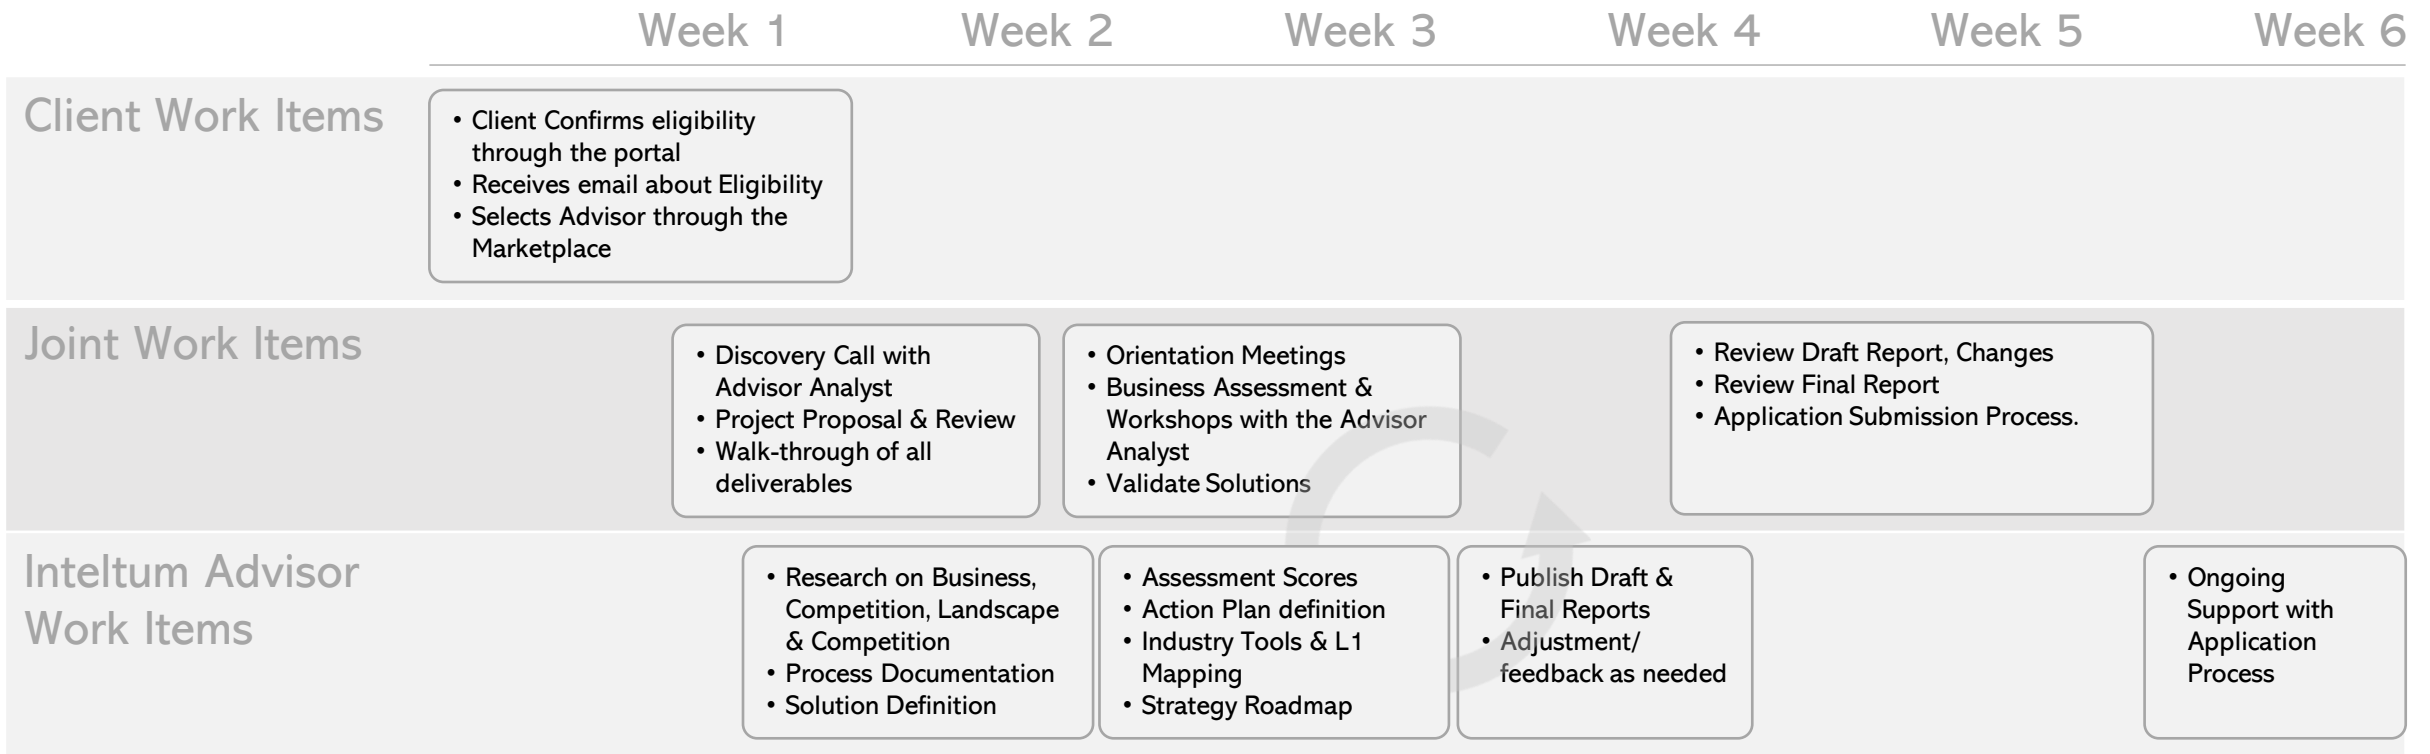 Week 1 Week 2 Week 3 Week 4 Week 5 Week 6
Client Work Items
• Client Confirms eligibility
through the portal
• Receives email about Eligibility
• Selects Advisor through the
Marketplace
Joint Work Items
• Discovery Call with
Advisor Analyst
• Project Proposal & Review
• Walk-through of all
deliverables
• Orientation Meetings
• Business Assessment &
Workshops with the Advisor
Analyst
• Validate Solutions
• Review Draft Report, Changes
• Review Final Report
• Application Submission Process.
Inteltum Advisor
Work Items
• Research on Business,
Competition, Landscape
& Competition
• Process Documentation
• Solution Definition
• Assessment Scores
• Action Plan definition
• Industry Tools & L1
Mapping
• Strategy Roadmap
• Publish Draft &
Final Reports
• Adjustment/
feedback as needed
• Ongoing
Support with
Application
Process